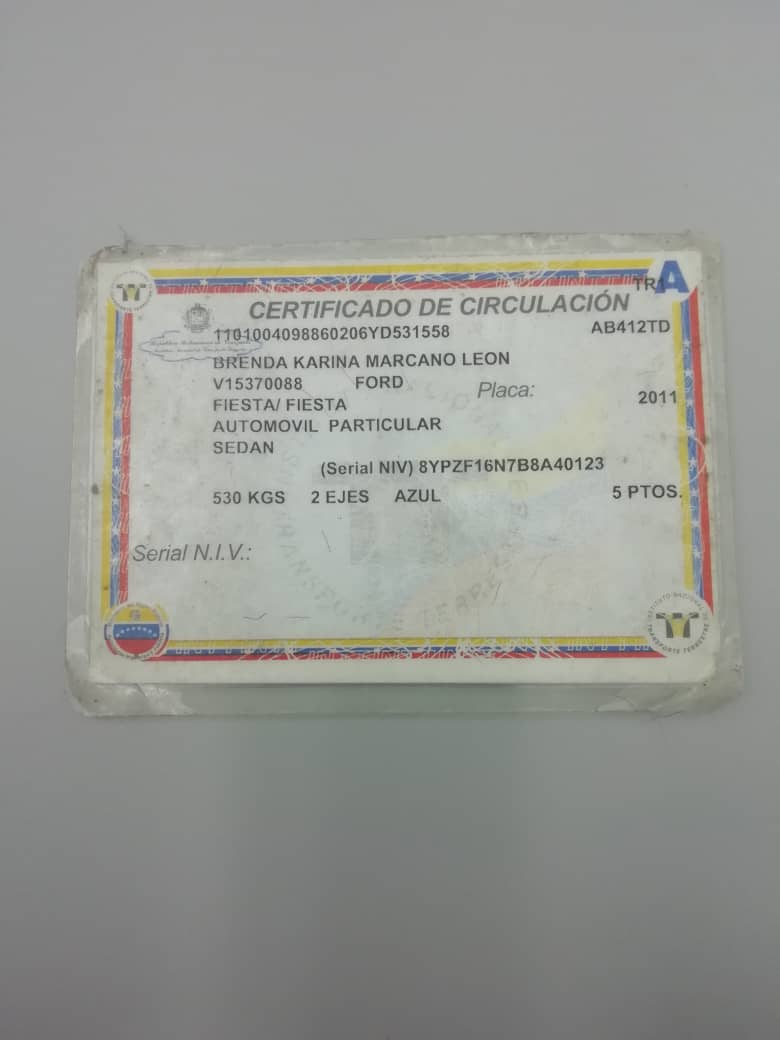 TR1 A
CERTIFICADO DE CIRCULACIÓN
1101004098860206YD531558 AB412TD
BRENDA KARINA MARCANO LEON
V15370088 FORD Placa:
FIESTA/ FIESTA 2011
AUTOMOVIL PARTICULAR
SEDAN
(Serial NIV) 8YPZF16N7B8A40123
530 KGS 2 EJES AZUL 5 PTOS.
Serial N.I.V.:
INSTITUTO NACIONAL DE
TRANSPORTE TERRESTRE